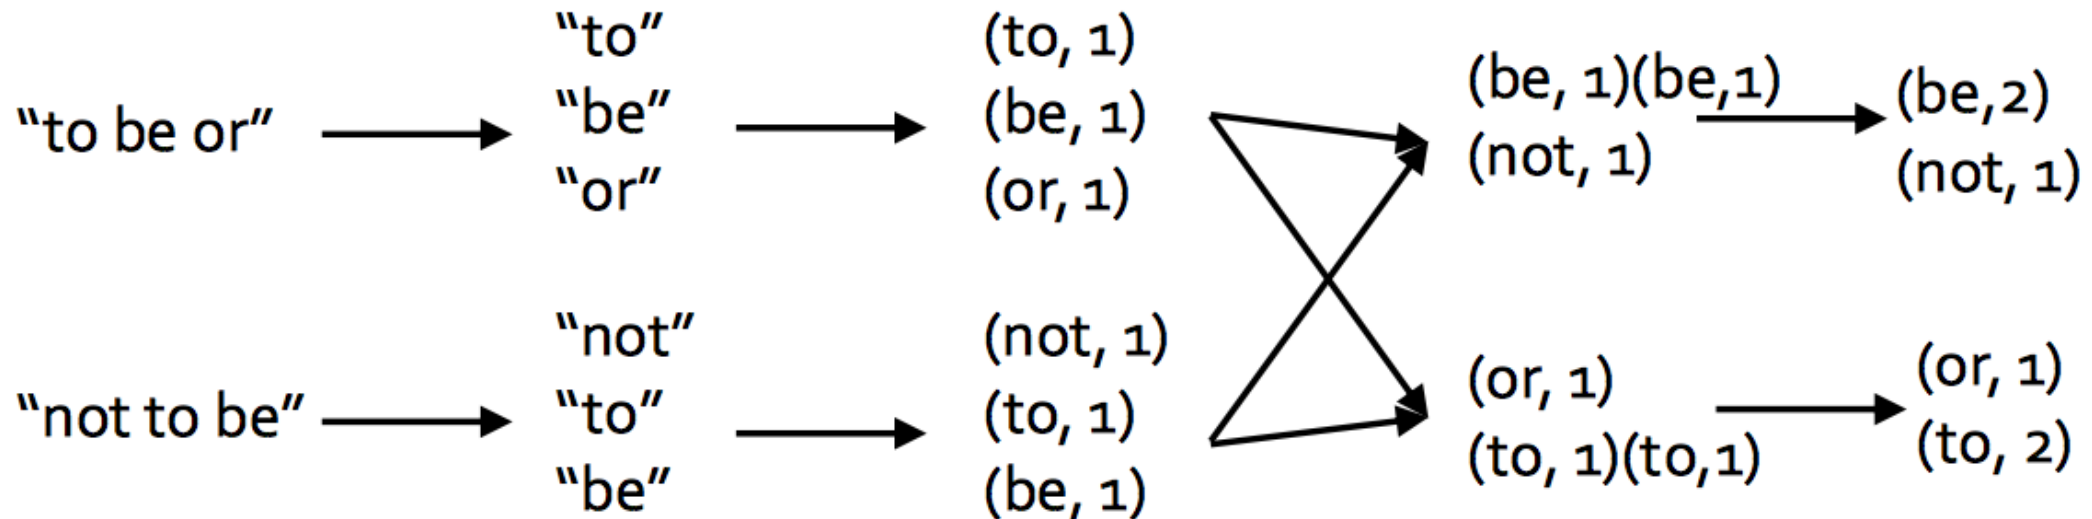 “to be or”
“to”
“be”
“or”
(to, 1)
(be, 1)
(or, 1)
(be, 1)(be,1)
(not, 1)
(be,2)
(not, 1)
“not to be”
“not”
“to”
“be”
(not, 1)
(to, 1)
(be, 1)
(or, 1)
(to, 1)(to,1)
(or, 1)
(to, 2)